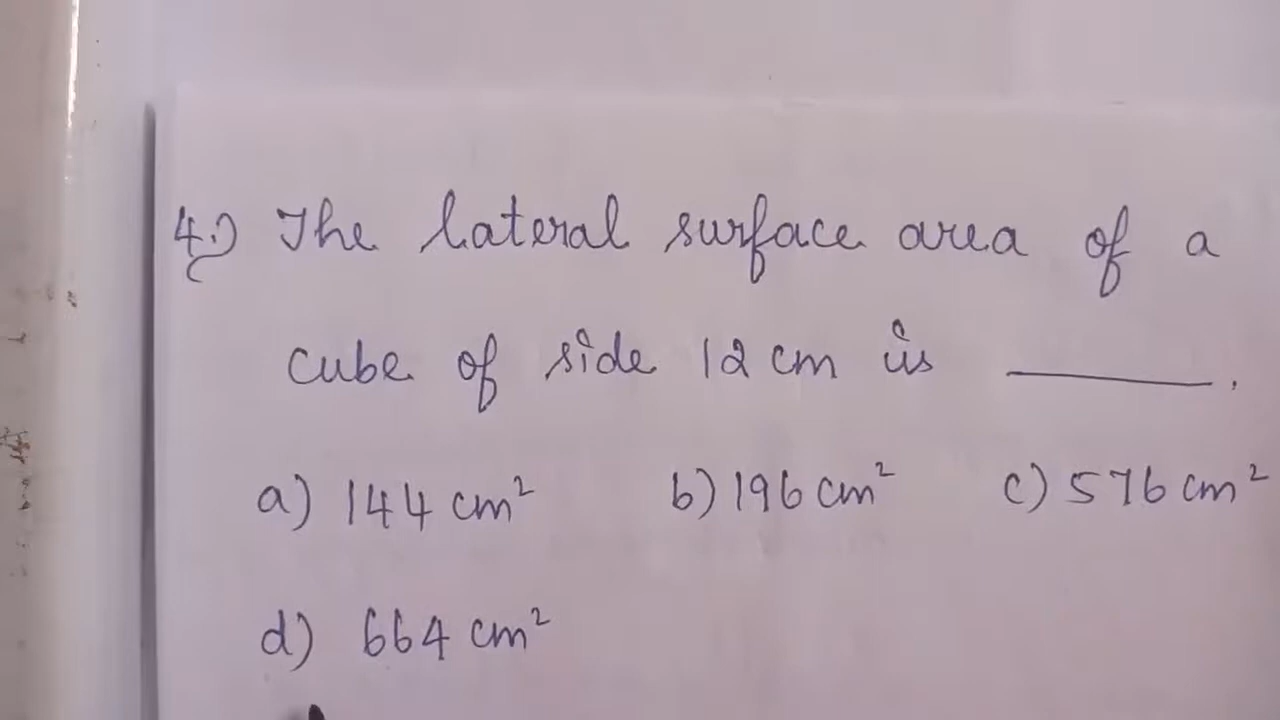 4.) The lateral surface area of a
cube of side 12 cm is ______.
a) 144 cm² b) 196 cm² c) 576 cm²
d) 664 cm²